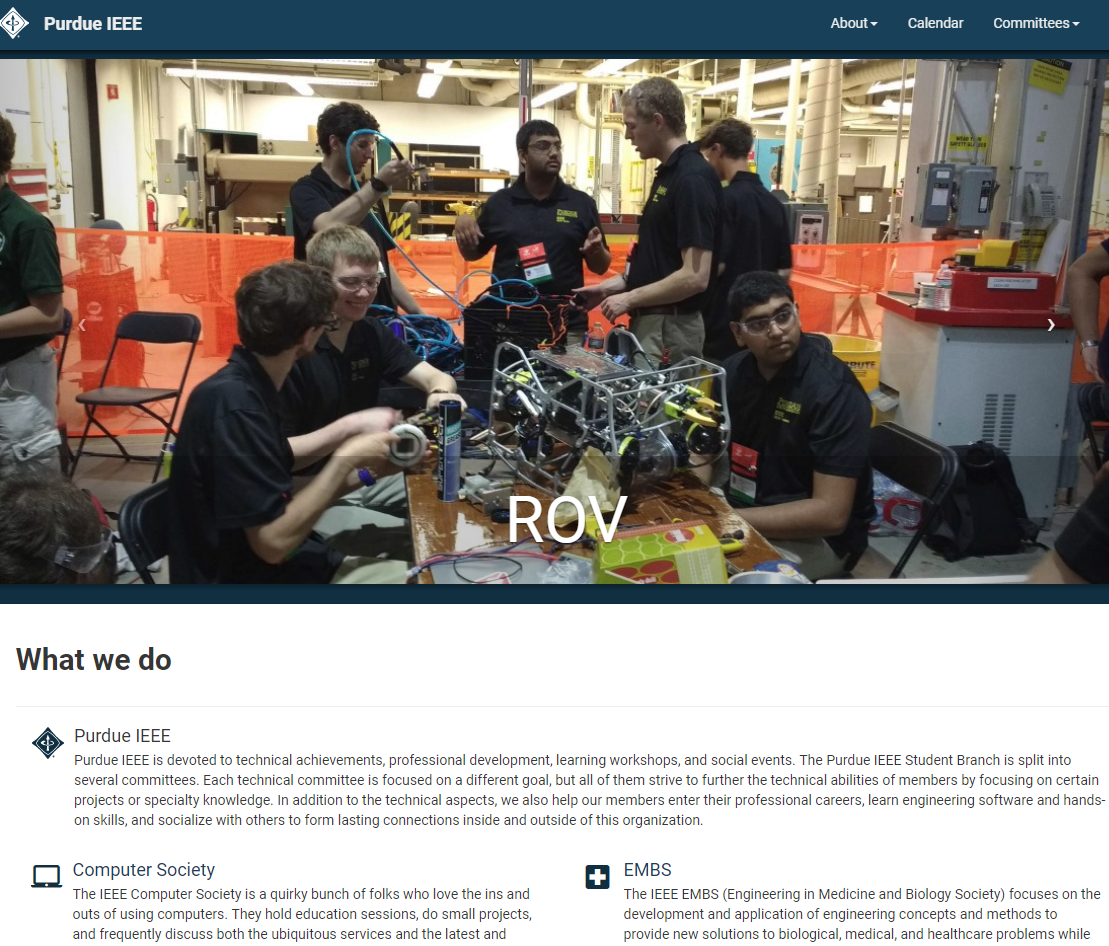 Purdue IEEE
About
Calendar
Committees
ROV
What we do
Purdue IEEE
Purdue IEEE is devoted to technical achievements, professional development, learning workshops, and social events. The Purdue IEEE Student Branch is split into
several committees. Each technical committee is focused on a different goal, but all of them strive to further the technical abilities of members by focusing on certain
projects or specialty knowledge. In addition to the technical aspects, we also help our members enter their professional careers, learn engineering software and hands-
on skills, and socialize with others to form lasting connections inside and outside of this organization.
Computer Society
The IEEE Computer Society is a quirky bunch of folks who love the ins and
outs of using computers. They hold education sessions, do small projects,
and frequently discuss both the ubiquitous services and the latest and
EMBS
The IEEE EMBS (Engineering in Medicine and Biology Society) focuses on the
development and application of engineering concepts and methods to
provide new solutions to biological, medical, and healthcare problems while